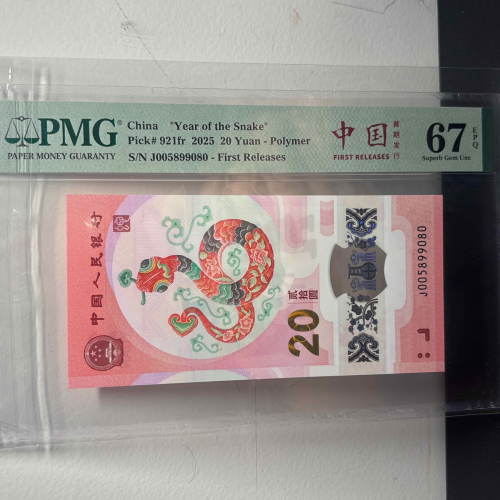 PMG
PAPER MONEY GUARANTY
China "Year of the Snake"
Pick# 921fr 2025 20 Yuan - Polymer
S/N J005899080 - First Releases
中国
首期发行
FIRST RELEASES
67
EPQ
Superb Gem Unc
中国人民银行
贰拾圆
20
J005899080